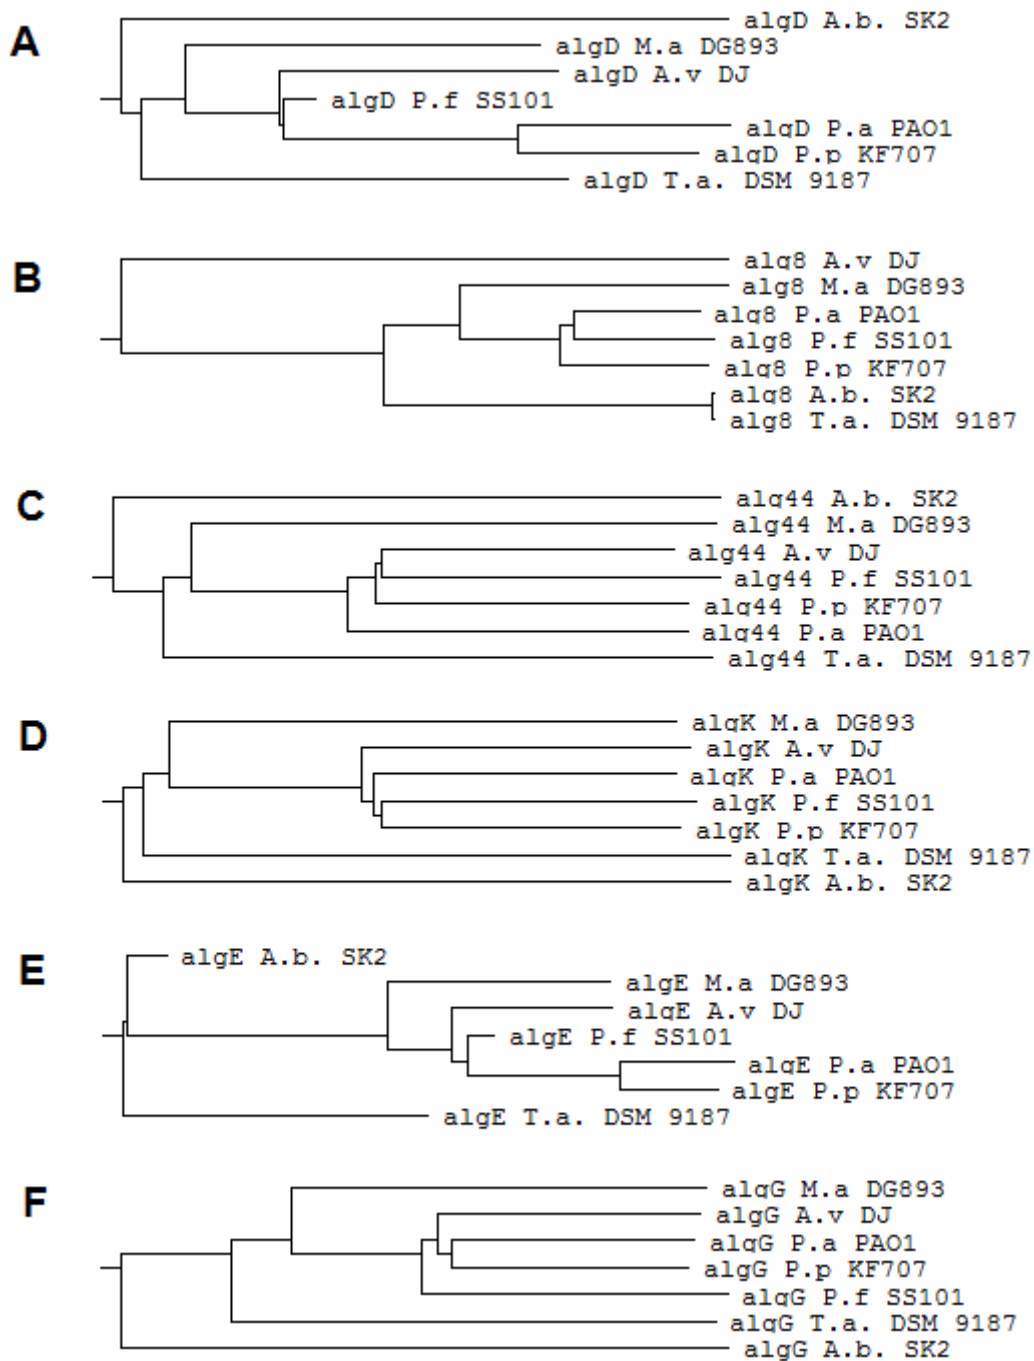 A
algD A.b. SK2
algD M.a DG893
algD A.v DJ
algD P.f SS101
algD P.a PAO1
algD P.p KF707
algD T.a. DSM 9187
B
alg8 A.v DJ
alg8 M.a DG893
alg8 P.a PAO1
alg8 P.f SS101
alg8 P.p KF707
alg8 A.b. SK2
alg8 T.a. DSM 9187
C
alg44 A.b. SK2
alg44 M.a DG893
alg44 A.v DJ
alg44 P.f SS101
alg44 P.p KF707
alg44 P.a PAO1
alg44 T.a. DSM 9187
D
algK M.a DG893
algK A.v DJ
algK P.a PAO1
algK P.f SS101
algK P.p KF707
algK T.a. DSM 9187
algK A.b. SK2
E
algE A.b. SK2
algE M.a DG893
algE A.v DJ
algE P.f SS101
algE P.a PAO1
algE P.p KF707
algE T.a. DSM 9187
F
algG M.a DG893
algG A.v DJ
algG P.a PAO1
algG P.p KF707
algG P.f SS101
algG T.a. DSM 9187
algG A.b. SK2